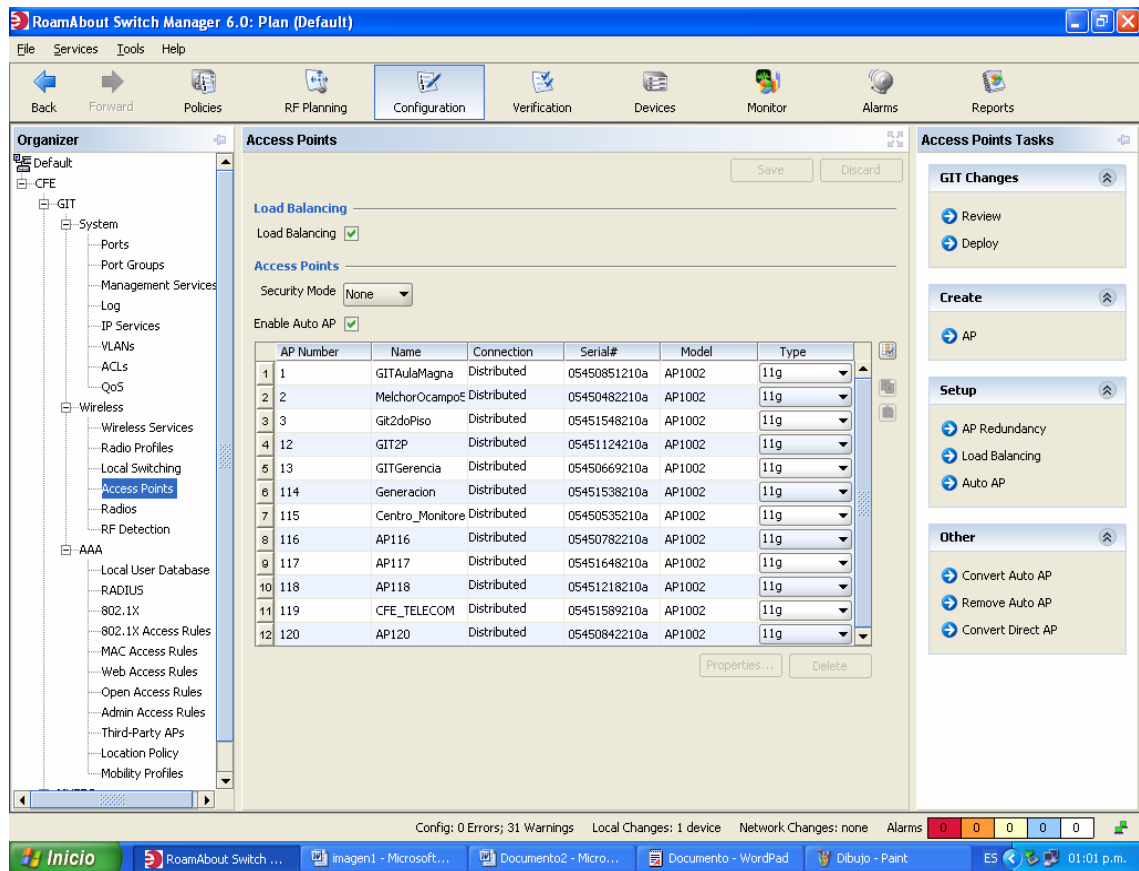 RoamAbout Switch Manager 6.0: Plan (Default)
File Services Tools Help
Back Forward Policies RF Planning Configuration Verification Devices Monitor Alarms Reports
Organizer
Default
CFE
GIT
System
Ports
Port Groups
Management Services
Log
IP Services
VLANs
ACLs
QoS
Wireless
Wireless Services
Radio Profiles
Local Switching
Access Points
Radios
RF Detection
AAA
Local User Database
RADIUS
802.1X
802.1X Access Rules
MAC Access Rules
Web Access Rules
Open Access Rules
Admin Access Rules
Third-Party APs
Location Policy
Mobility Profiles
Access Points
Save Discard
Load Balancing
Load Balancing
Access Points
Security Mode None
Enable Auto AP
AP Number Name Connection Serial# Model Type
1 1 GITAulaMagna Distributed 05450851210a AP1002 11g
2 2 MelchorOcampo5 Distributed 05450482210a AP1002 11g
3 3 Git2doPiso Distributed 05451548210a AP1002 11g
4 12 GIT2P Distributed 05451124210a AP1002 11g
5 13 GITGerencia Distributed 05450669210a AP1002 11g
6 114 Generacion Distributed 05451538210a AP1002 11g
7 115 Centro_Monitore Distributed 05450535210a AP1002 11g
8 116 AP116 Distributed 05450782210a AP1002 11g
9 117 AP117 Distributed 05451648210a AP1002 11g
10 118 AP118 Distributed 05451218210a AP1002 11g
11 119 CFE_TELECOM Distributed 05451589210a AP1002 11g
12 120 AP120 Distributed 05450842210a AP1002 11g
Properties... Delete
Access Points Tasks
GIT Changes
Review
Deploy
Create
AP
Setup
AP Redundancy
Load Balancing
Auto AP
Other
Convert Auto AP
Remove Auto AP
Convert Direct AP
Config: 0 Errors; 31 Warnings Local Changes: 1 device Network Changes: none Alarms 0 0 0 0 0
Inicio RoamAbout Switch ... imagen1 - Microsoft... Documento2 - Micro... Documento - WordPad Dibujo - Paint ES 01:01 p.m.